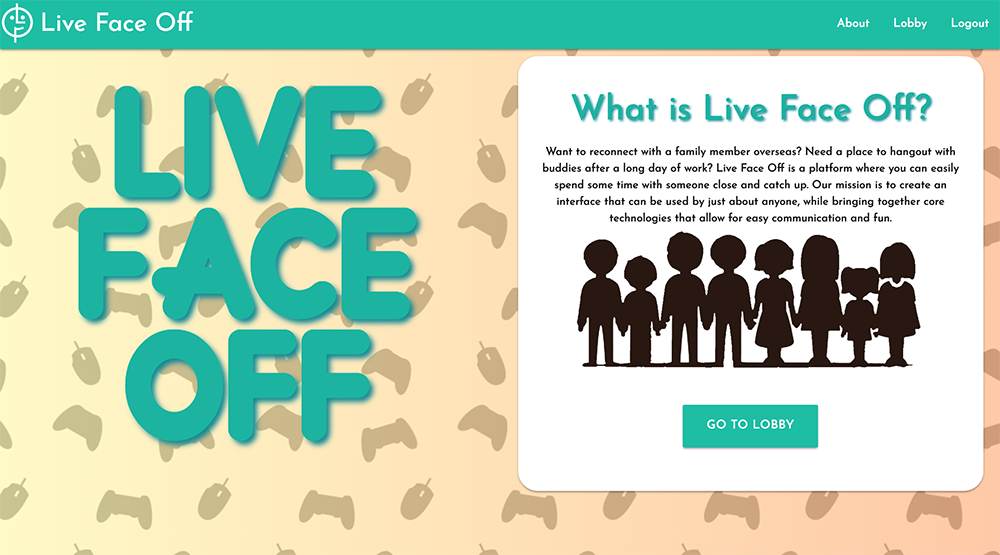 Live Face Off
About
Lobby
Logout
LIVE
FACE
OFF
What is Live Face Off?
Want to reconnect with a family member overseas? Need a place to hangout with
buddies after a long day of work? Live Face Off is a platform where you can easily
spend some time with someone close and catch up. Our mission is to create an
interface that can be used by just about anyone, while bringing together core
technologies that allow for easy communication and fun.
GO TO LOBBY